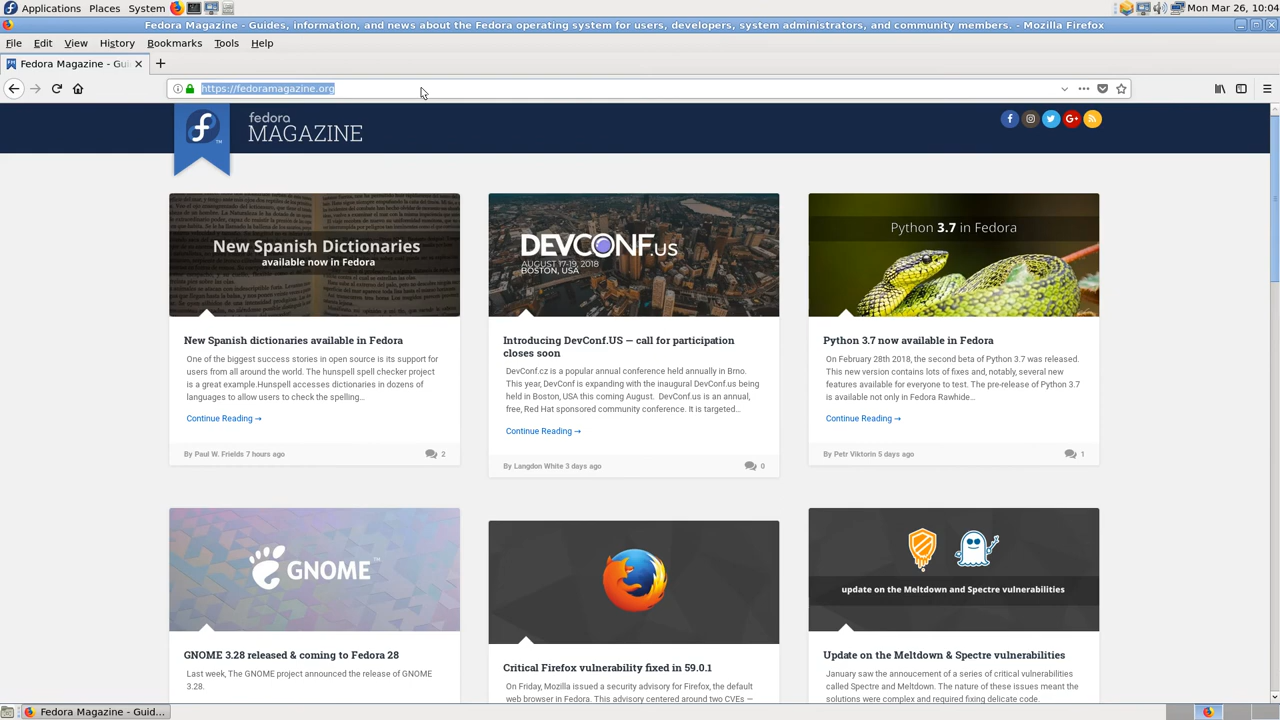 Applications Places System
Mon Mar 26, 10:04
Fedora Magazine - Guides, information, and news about the Fedora operating system for users, developers, system administrators, and community members. - Mozilla Firefox
File Edit View History Bookmarks Tools Help
Fedora Magazine - Gui
https://fedoramagazine.org
fedora
MAGAZINE
New Spanish Dictionaries
available now in Fedora
DEVCONF.US
AUGUST 17-19, 2018
BOSTON, USA
Python 3.7 in Fedora
New Spanish dictionaries available in Fedora
One of the biggest success stories in open source is its support for
users from all around the world. The hunspell spell checker project
is a great example.Hunspell accesses dictionaries in dozens of
languages to allow users to check the spelling...
Continue Reading →
By Paul W. Frields 7 hours ago
2
Introducing DevConf.US — call for participation
closes soon
DevConf.cz is a popular annual conference held annually in Brno.
This year, DevConf is expanding with the inaugural DevConf.us being
held in Boston, USA this coming August. DevConf.us is an annual,
free, Red Hat sponsored community conference. It is targeted...
Continue Reading →
By Langdon White 3 days ago
0
Python 3.7 now available in Fedora
On February 28th 2018, the second beta of Python 3.7 was released.
This new version contains lots of fixes and, notably, several new
features available for everyone to test. The pre-release of Python 3.7
is available not only in Fedora Rawhide...
Continue Reading →
By Petr Viktorin 5 days ago
1
GNOME™
update on the Meltdown and Spectre vulnerabilities
GNOME 3.28 released & coming to Fedora 28
Last week, The GNOME project announced the release of GNOME
3.28.
Critical Firefox vulnerability fixed in 59.0.1
On Friday, Mozilla issued a security advisory for Firefox, the default
web browser in Fedora. This advisory centered around two CVEs —
Update on the Meltdown & Spectre vulnerabilities
January saw the annoucement of a series of critical vulnerabilities
called Spectre and Meltdown. The nature of these issues meant the
solutions were complex and required fixing delicate code.
Fedora Magazine - Guid...